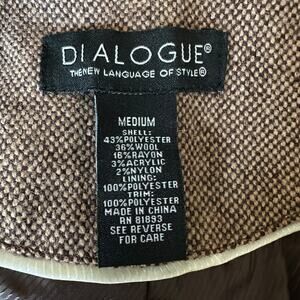 DIALOGUE®
THE NEW LANGUAGE OF STYLE®
MEDIUM
SHELL:
43%POLYESTER
36%WOOL
16%RAYON
3%ACRYLIC
2%NYLON
LINING:
100%POLYESTER
TRIM:
100%POLYESTER
MADE IN CHINA
RN 81893
SEE REVERSE
FOR CARE